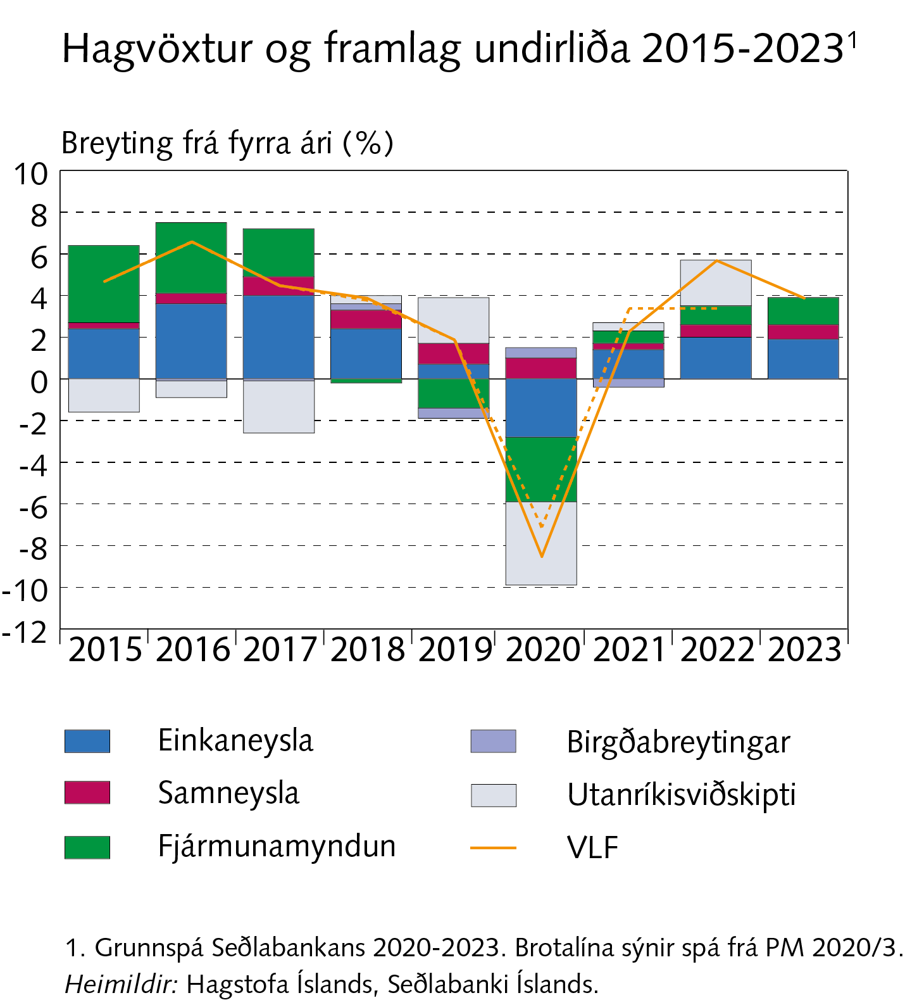 Hagvöxtur og framlag undirliða 2015-2023¹
Breyting frá fyrra ári (%)
10
8
6
4
2
0
-2
-4
-6
-8
-10
-12
2015 2016 2017 2018 2019 2020 2021 2022 2023
Einkaneysla
Samneysla
Fjármunamyndun
Birgðabreytingar
Utanríkisviðskipti
VLF
1. Grunnspá Seðlabankans 2020-2023. Brotalína sýnir spá frá PM 2020/3.
Heimildir: Hagstofa Íslands, Seðlabanki Íslands.